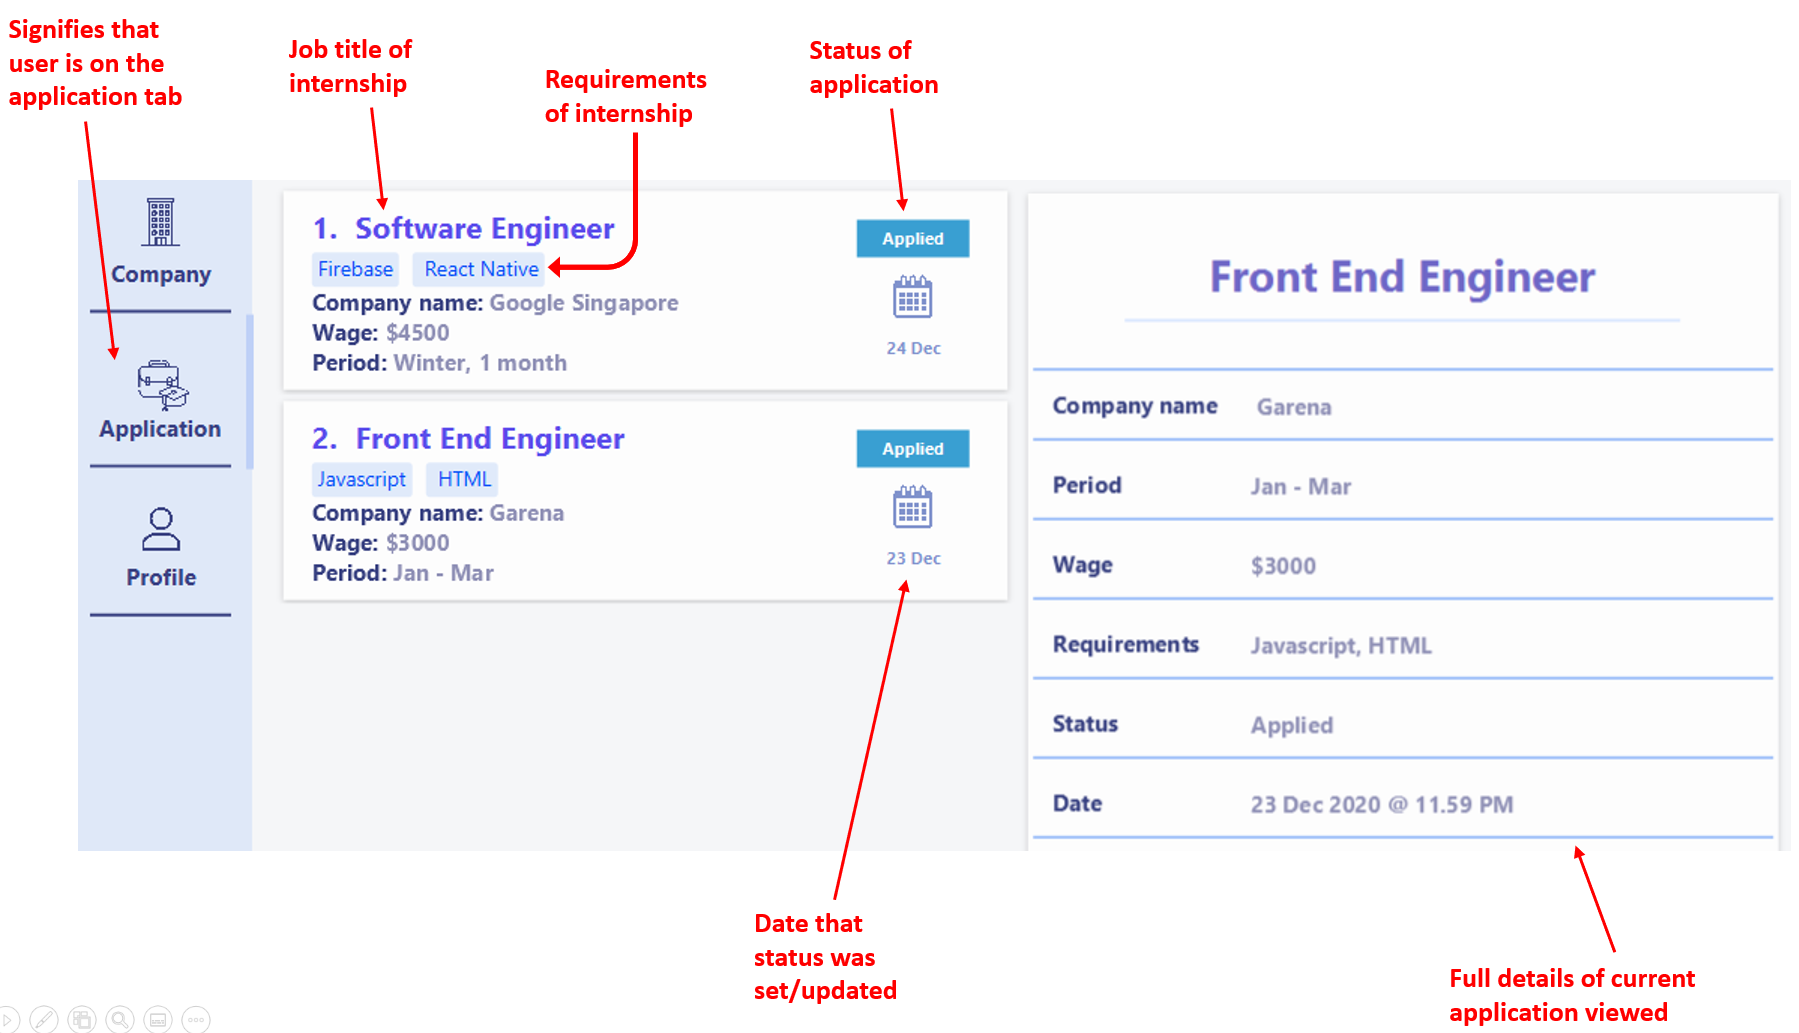 Signifies that
user is on the
application tab
Job title of
internship
Requirements
of internship
Status of
application
Company
Application
Profile
1. Software Engineer
Firebase React Native
Company name: Google Singapore
Wage: $4500
Period: Winter, 1 month
Applied
24 Dec
2. Front End Engineer
Javascript HTML
Company name: Garena
Wage: $3000
Period: Jan - Mar
Applied
23 Dec
Front End Engineer
Company name Garena
Period Jan - Mar
Wage $3000
Requirements Javascript, HTML
Status Applied
Date 23 Dec 2020 @ 11.59 PM
Date that
status was
set/updated
Full details of current
application viewed